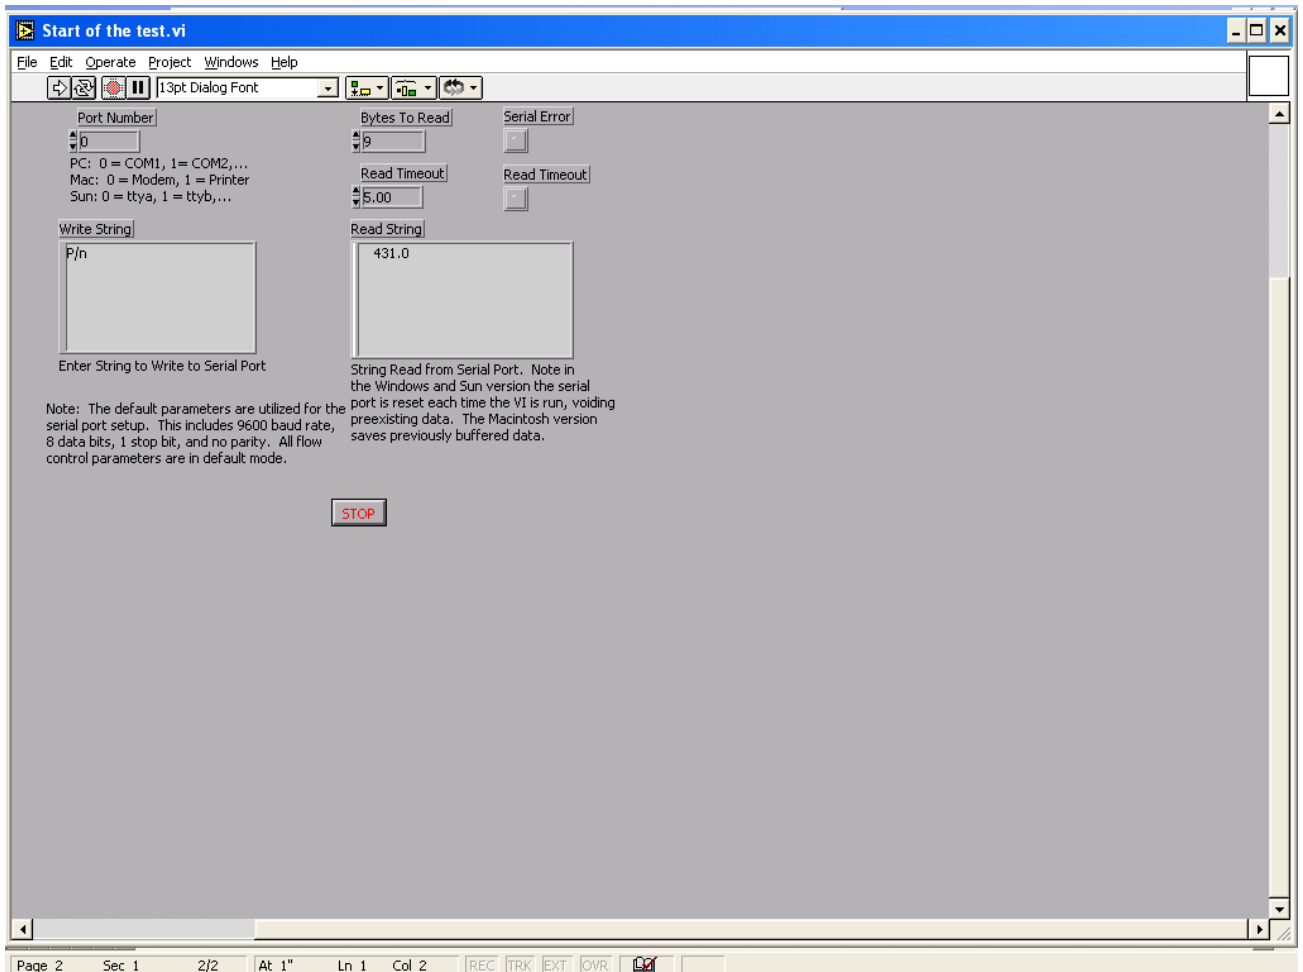 Start of the test.vi
File Edit Operate Project Windows Help
13pt Dialog Font
Port Number
0
PC: 0 = COM1, 1= COM2,...
Mac: 0 = Modem, 1 = Printer
Sun: 0 = ttya, 1 = ttyb,...
Bytes To Read
9
Serial Error
Read Timeout
5.00
Read Timeout
Write String
P/n
Enter String to Write to Serial Port
Read String
431.0
String Read from Serial Port. Note in
the Windows and Sun version the serial
port is reset each time the VI is run, voiding
preexisting data. The Macintosh version
saves previously buffered data.
Note: The default parameters are utilized for the
serial port setup. This includes 9600 baud rate,
8 data bits, 1 stop bit, and no parity. All flow
control parameters are in default mode.
STOP
Page 2 Sec 1 2/2 At 1" Ln 1 Col 2 REC TRK EXT OVR